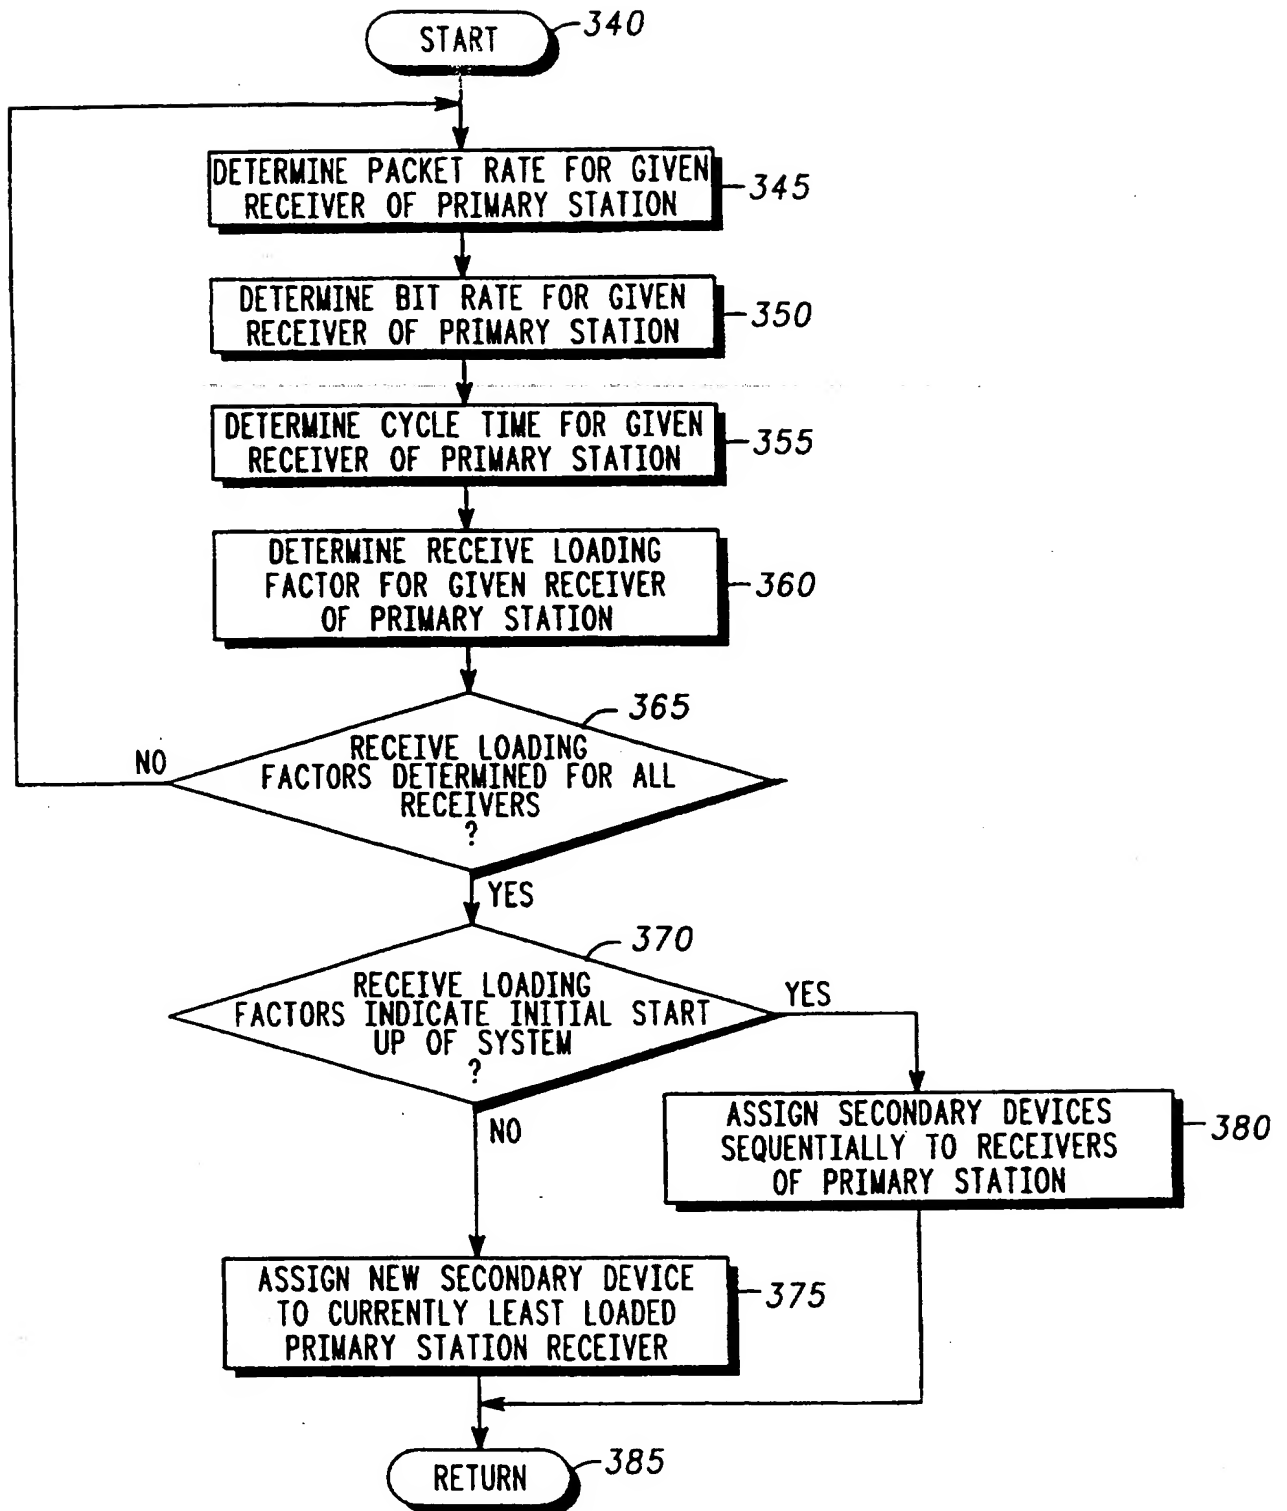 START
340
DETERMINE PACKET RATE FOR GIVEN
RECEIVER OF PRIMARY STATION
345
DETERMINE BIT RATE FOR GIVEN
RECEIVER OF PRIMARY STATION
350
DETERMINE CYCLE TIME FOR GIVEN
RECEIVER OF PRIMARY STATION
355
DETERMINE RECEIVE LOADING
FACTOR FOR GIVEN RECEIVER
OF PRIMARY STATION
360
365
NO
RECEIVE LOADING
FACTORS DETERMINED FOR ALL
RECEIVERS
?
YES
370
RECEIVE LOADING
FACTORS INDICATE INITIAL START
UP OF SYSTEM
?
YES
NO
ASSIGN SECONDARY DEVICES
SEQUENTIALLY TO RECEIVERS
OF PRIMARY STATION
380
ASSIGN NEW SECONDARY DEVICE
TO CURRENTLY LEAST LOADED
PRIMARY STATION RECEIVER
375
RETURN
385